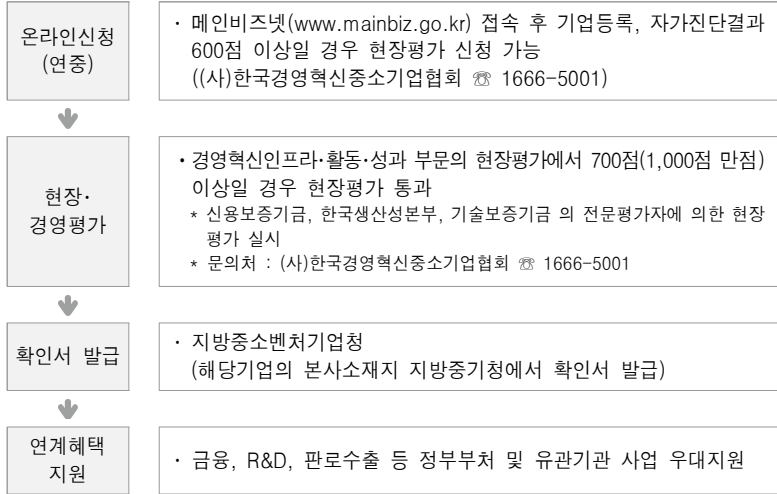 온라인신청
(연중)
· 메인비즈넷(www.mainbiz.go.kr) 접속 후 기업등록, 자가진단결과
600점 이상일 경우 현장평가 신청 가능
((사)한국경영혁신중소기업협회 ☏ 1666-5001)
현장·
경영평가
· 경영혁신인프라·활동·성과 부문의 현장평가에서 700점(1,000점 만점)
이상일 경우 현장평가 통과
* 신용보증기금, 한국생산성본부, 기술보증기금 의 전문평가자에 의한 현장
평가 실시
* 문의처 : (사)한국경영혁신중소기업협회 ☏ 1666-5001
확인서 발급
· 지방중소벤처기업청
(해당기업의 본사소재지 지방중기청에서 확인서 발급)
연계혜택
지원
· 금융, R&D, 판로수출 등 정부부처 및 유관기관 사업 우대지원